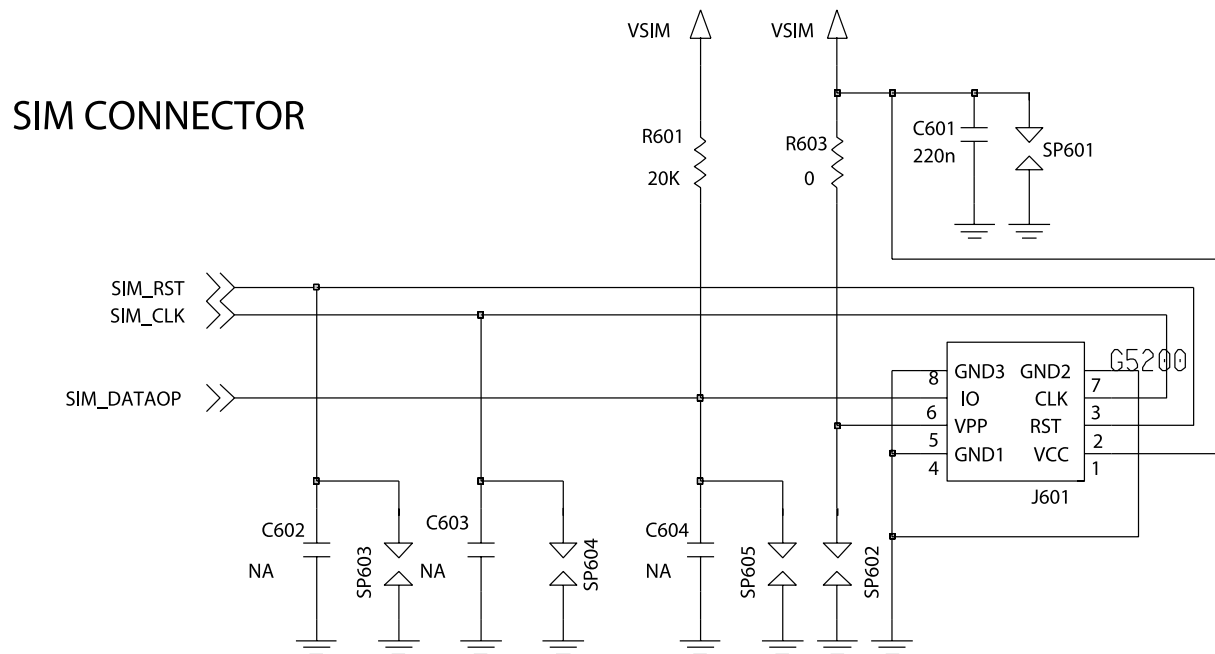 VSIM
VSIM
SIM CONNECTOR
R601
20K
R603
0
C601
220n
SP601
SIM_RST
SIM_CLK
SIM_DATAOP
G5200
8
GND3
GND2
7
IO
CLK
6
VPP
RST
3
5
GND1
VCC
2
4
1
J601
C602
NA
SP603
C603
NA
SP604
C604
NA
SP605
SP602